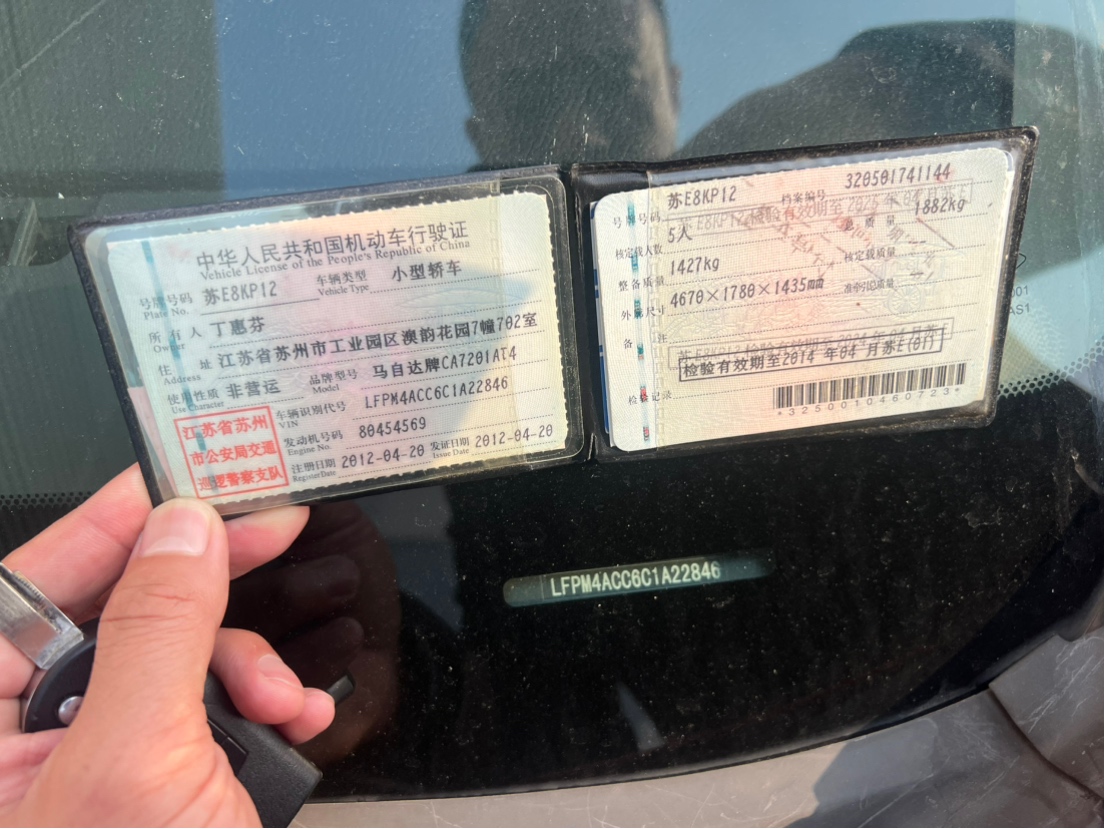 中华人民共和国机动车行驶证
Vehicle License of the People's Republic of China
号牌号码 苏E8KP12 车辆类型 小型轿车
Plate No. Vehicle Type
所有人 丁惠芬
Owner
住址 江苏省苏州市工业园区澳韵花园7幢702室
Address
使用性质 非营运 品牌型号 马自达牌CA7201AT4
Use Character Model
江苏省苏州市公安局交通巡逻警察支队
车辆识别代号 LFPM4ACC6C1A22846
VIN
发动机号码 80454569
Engine No.
注册日期 2012-04-20 发证日期 2012-04-20
Register Date Issue Date
号牌号码 苏E8KP12 档案编号 320501741144
核定载人数 5人 质量 1882kg
整备质量 1427kg 核定载质量
外廓尺寸 4670×1780×1435mm 准牵引总质量
备注
检验有效期至2014年04月苏E(01)
检验记录
*3250010460723*
LFPM4ACC6C1A22846